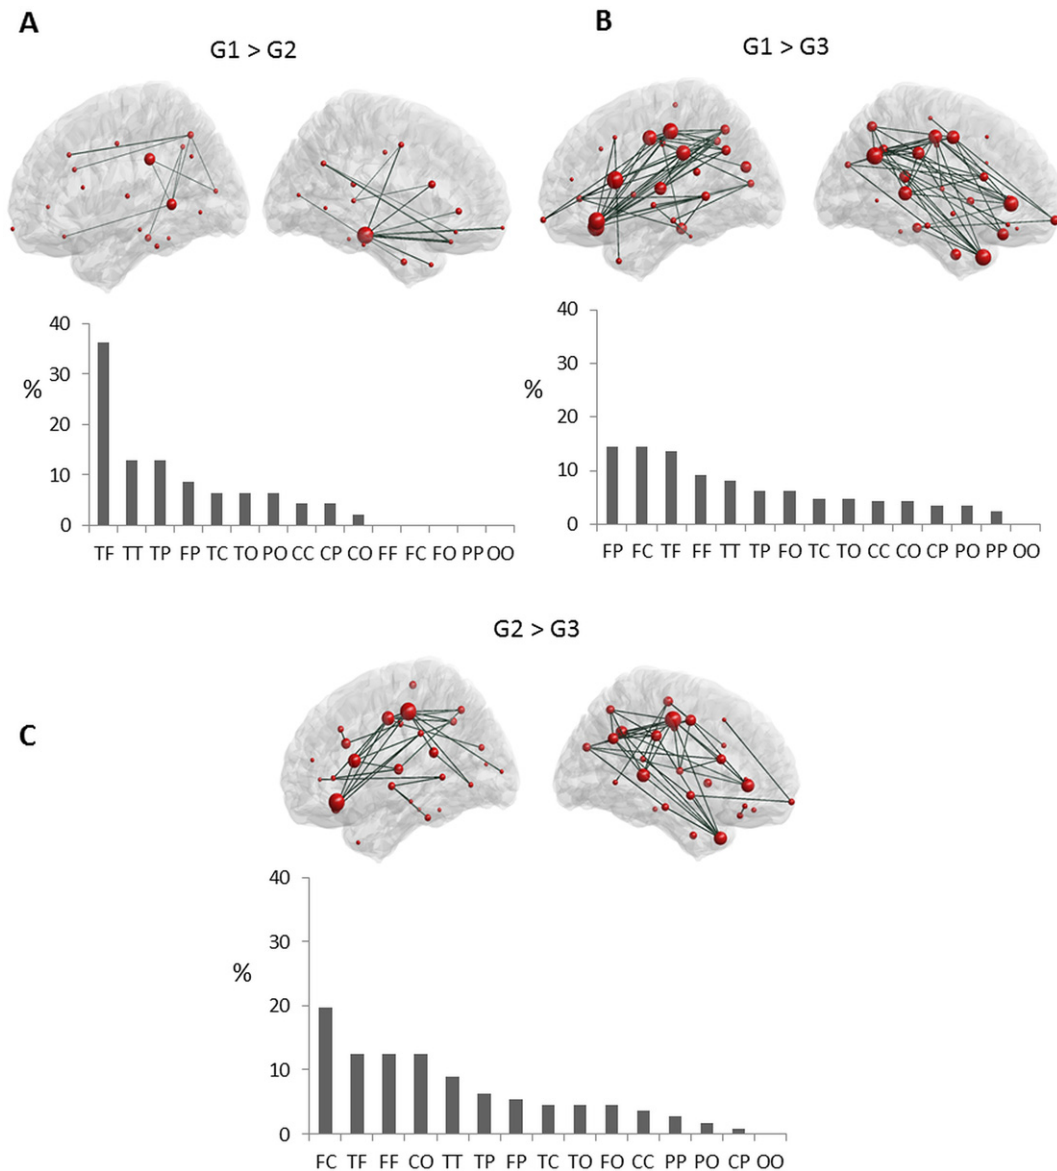 A
G1 > G2
B
G1 > G3
40
30
%
20
10
0
TF TT TP FP TC TO PO CC CP CO FF FC FO PP OO
40
30
%
20
10
0
FP FC TF FF TT TP FO TC TO CC CO CP PO PP OO
G2 > G3
C
40
30
%
20
10
0
FC TF FF CO TT TP FP TC TO FO CC PP PO CP OO